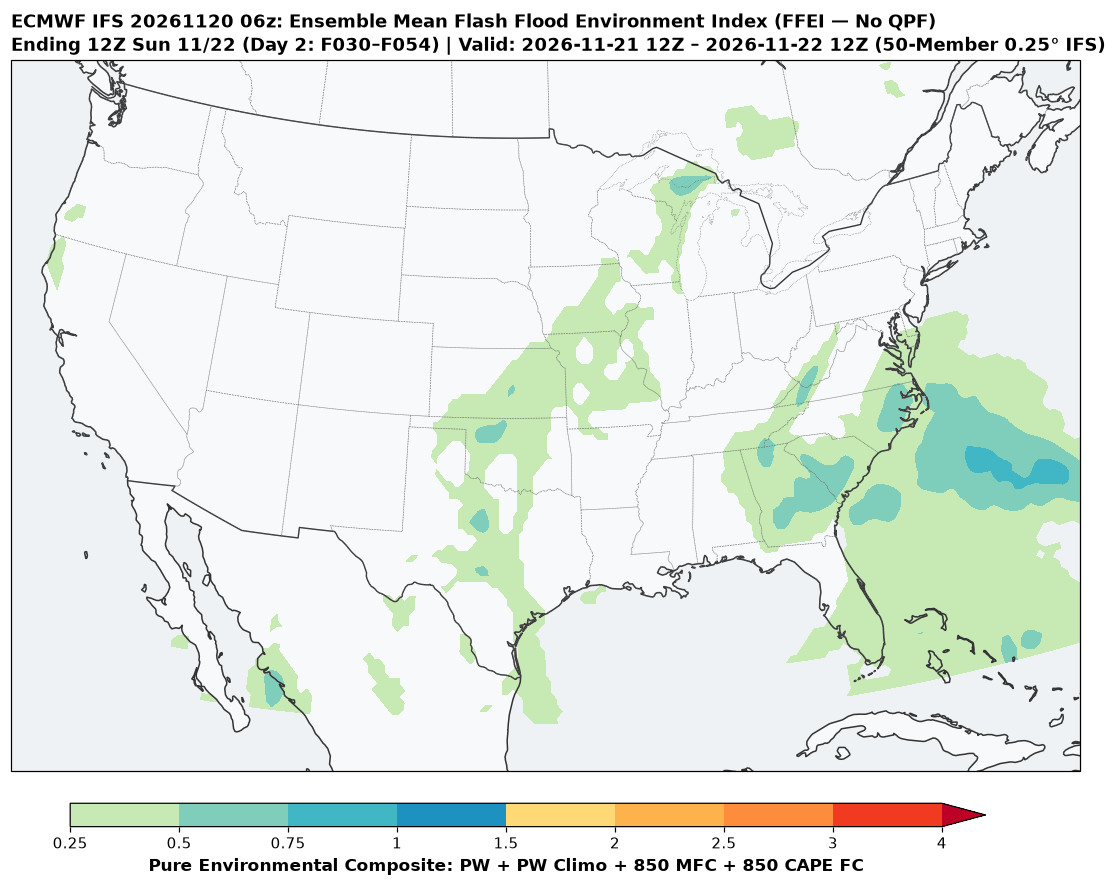 ECMWF IFS 20261120 06z: Ensemble Mean Flash Flood Environment Index (FFEI — No QPF)
Ending 12Z Sun 11/22 (Day 2: F030–F054) | Valid: 2026-11-21 12Z – 2026-11-22 12Z (50-Member 0.25° IFS)
0.25 0.5 0.75 1 1.5 2 2.5 3 4
Pure Environmental Composite: PW + PW Climo + 850 MFC + 850 CAPE FC